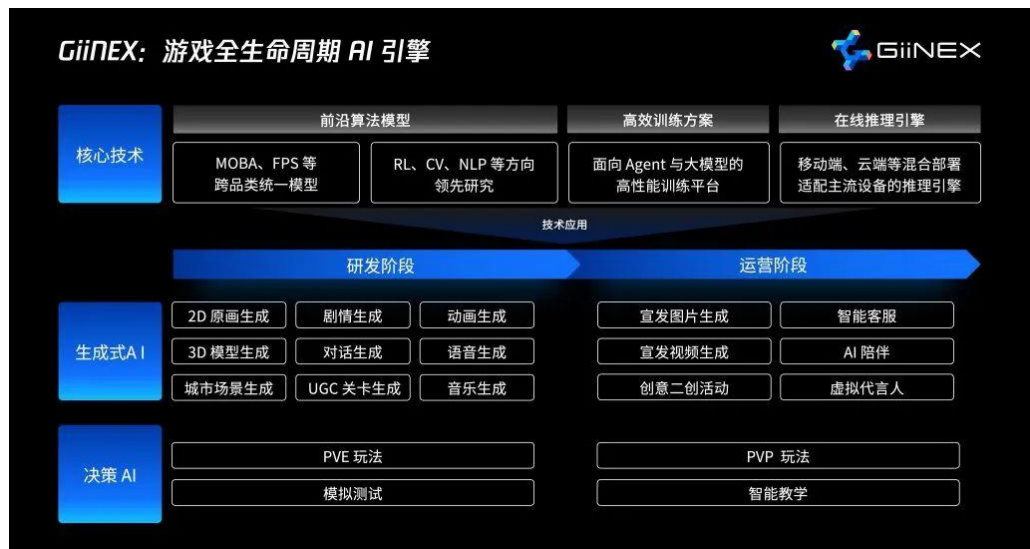 GiiNEX: 游戏全生命周期 AI 引擎
GiiNEX
核心技术
前沿算法模型
高效训练方案
在线推理引擎
MOBA、FPS 等
跨品类统一模型
RL、CV、NLP 等方向
领先研究
面向 Agent 与大模型的
高性能训练平台
移动端、云端等混合部署
适配主流设备的推理引擎
技术应用
研发阶段
运营阶段
生成式AI
2D 原画生成
剧情生成
动画生成
宣发图片生成
智能客服
3D 模型生成
对话生成
语音生成
宣发视频生成
AI 陪伴
城市场景生成
UGC 关卡生成
音乐生成
创意二创活动
虚拟代言人
决策 AI
PVE 玩法
PVP 玩法
模拟测试
智能教学